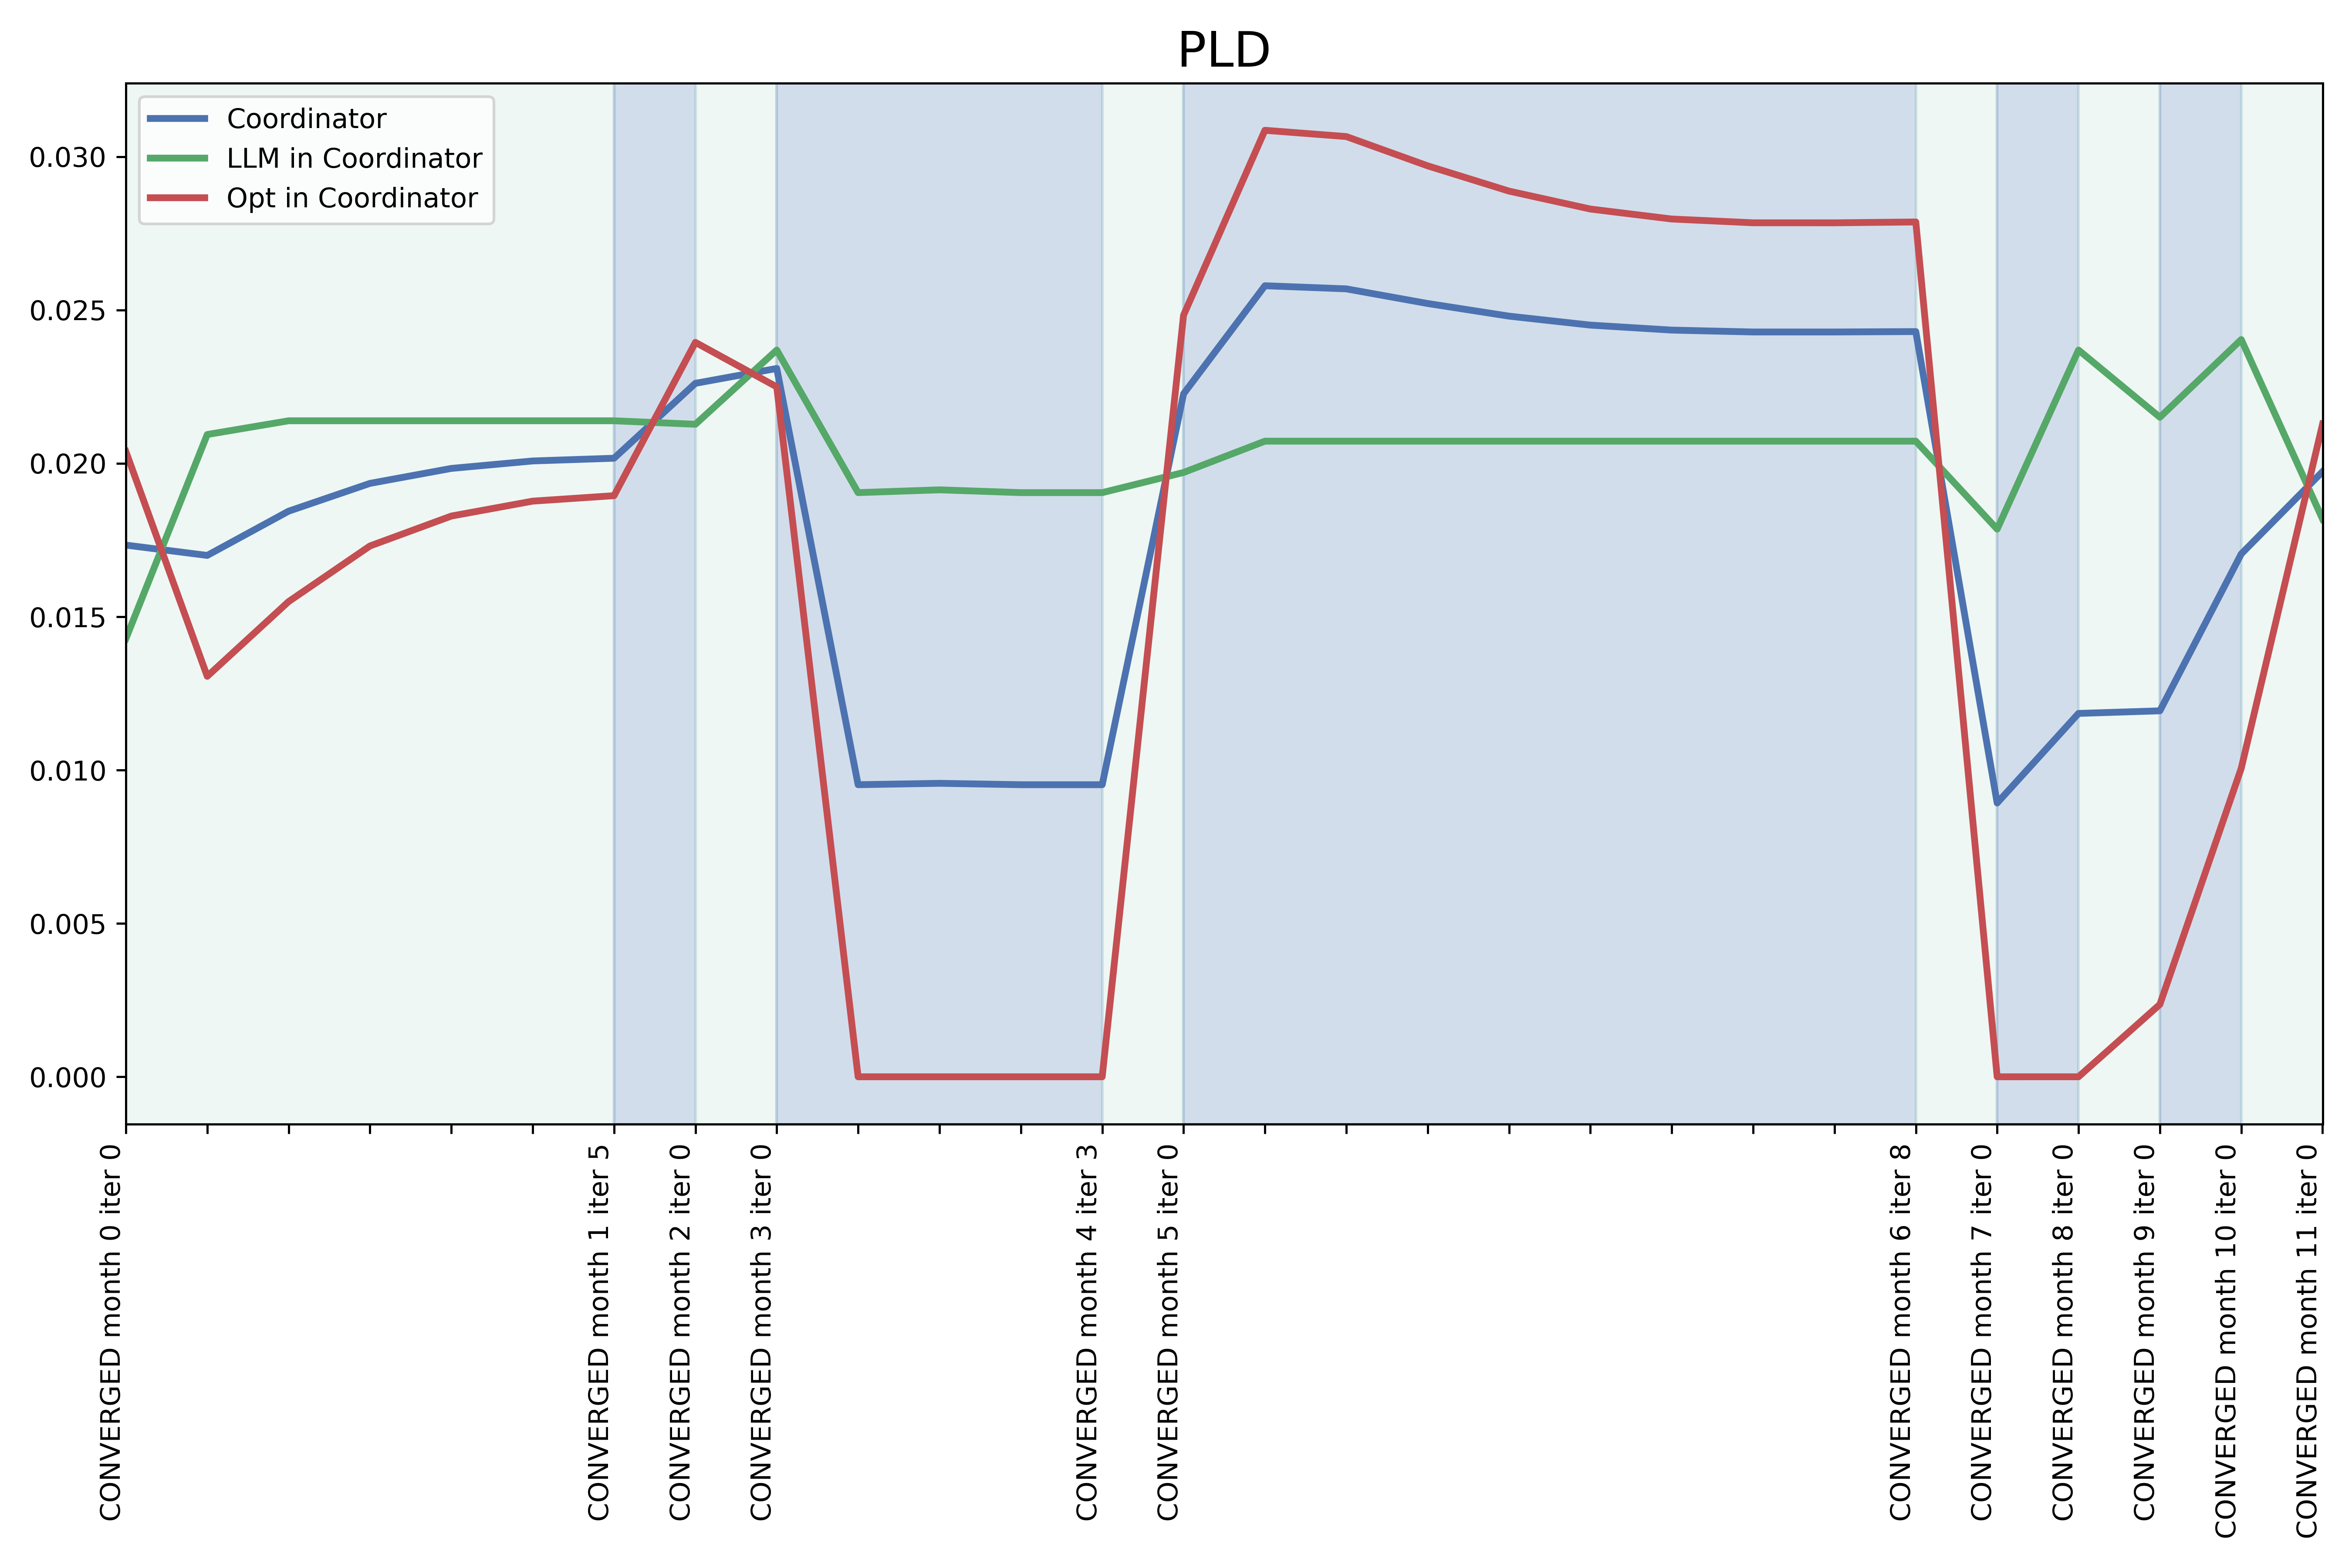 PLD
Coordinator
LLM in Coordinator
Opt in Coordinator
0.030
0.025
0.020
0.015
0.010
0.005
0.000
CONVERGED month 0 iter 0
CONVERGED month 1 iter 5
CONVERGED month 2 iter 0
CONVERGED month 3 iter 0
CONVERGED month 4 iter 3
CONVERGED month 5 iter 0
CONVERGED month 6 iter 8
CONVERGED month 7 iter 0
CONVERGED month 8 iter 0
CONVERGED month 9 iter 0
CONVERGED month 10 iter 0
CONVERGED month 11 iter 0